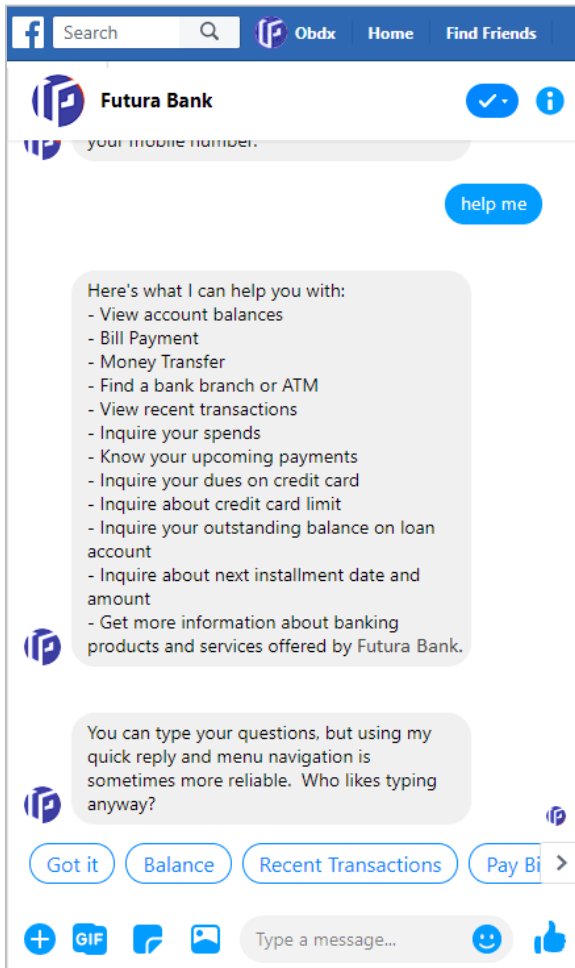 f Search Obdx Home Find Friends
Futura Bank
your mobile number.
help me
Here's what I can help you with:
- View account balances
- Bill Payment
- Money Transfer
- Find a bank branch or ATM
- View recent transactions
- Inquire your spends
- Know your upcoming payments
- Inquire your dues on credit card
- Inquire about credit card limit
- Inquire your outstanding balance on loan
account
- Inquire about next installment date and
amount
- Get more information about banking
products and services offered by Futura Bank.
You can type your questions, but using my
quick reply and menu navigation is
sometimes more reliable. Who likes typing
anyway?
Got it Balance Recent Transactions Pay Bi
GIF Type a message...